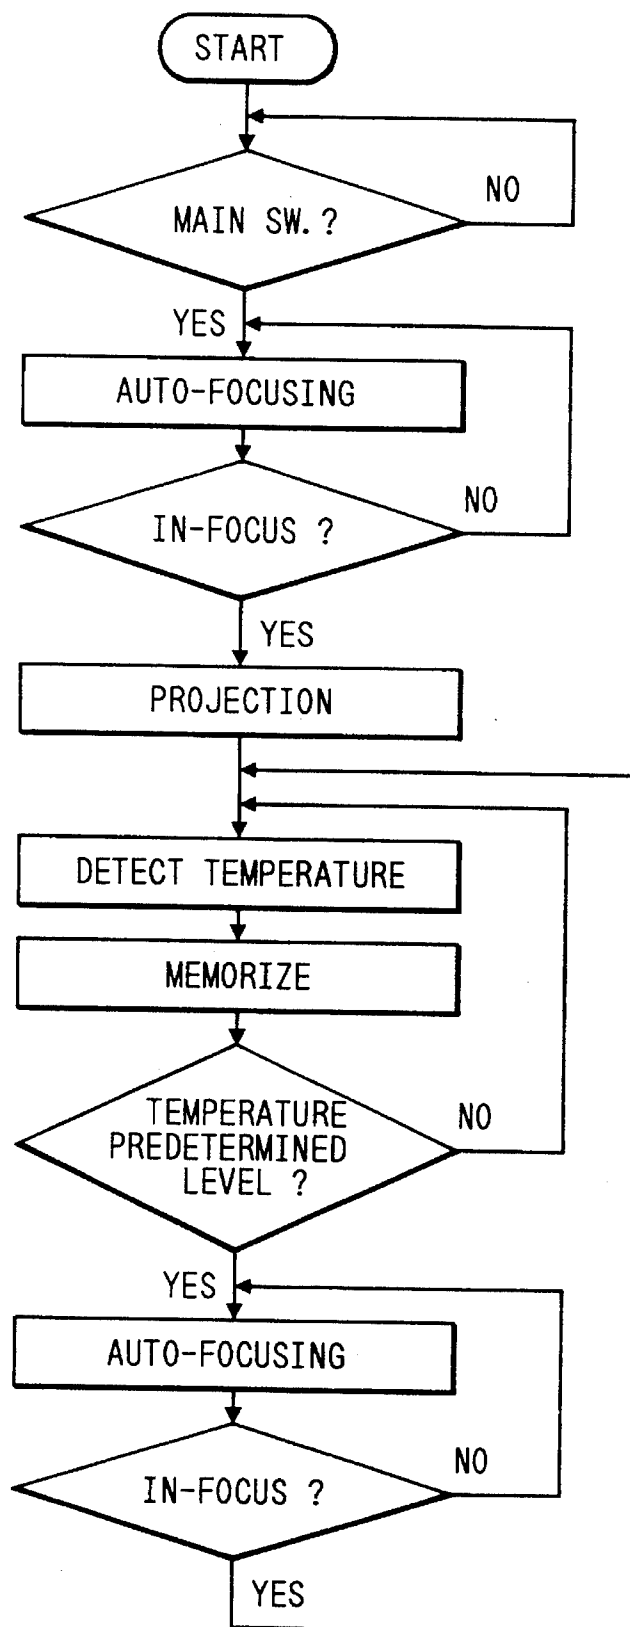 START
MAIN SW. ?
NO
YES
AUTO-FOCUSING
IN-FOCUS ?
NO
YES
PROJECTION
DETECT TEMPERATURE
MEMORIZE
TEMPERATURE
PREDETERMINED
LEVEL ?
NO
YES
AUTO-FOCUSING
IN-FOCUS ?
NO
YES